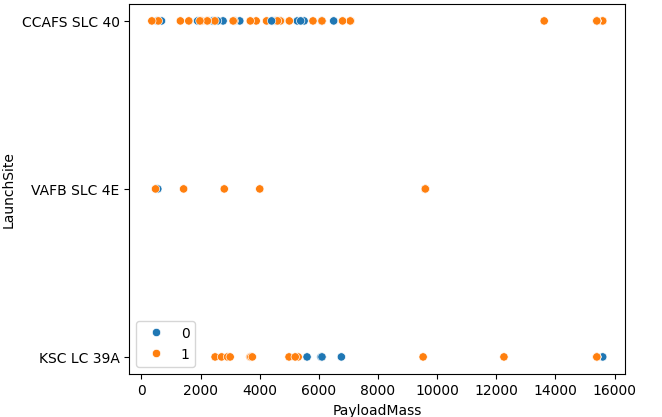 CCAFS SLC 40
VAFB SLC 4E
KSC LC 39A
LaunchSite
0
1
0 2000 4000 6000 8000 10000 12000 14000 16000
PayloadMass